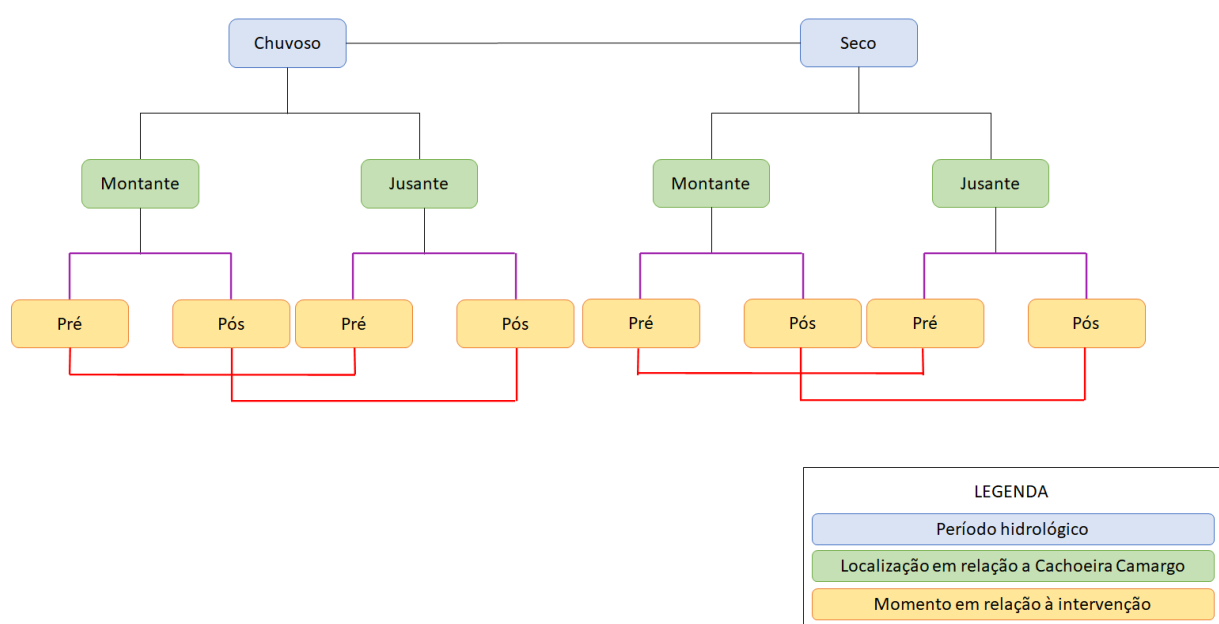 Chuvoso
Seco
Montante
Jusante
Montante
Jusante
Pré
Pós
Pré
Pós
Pré
Pós
Pré
Pós
LEGENDA
Período hidrológico
Localização em relação a Cachoeira Camargo
Momento em relação à intervenção